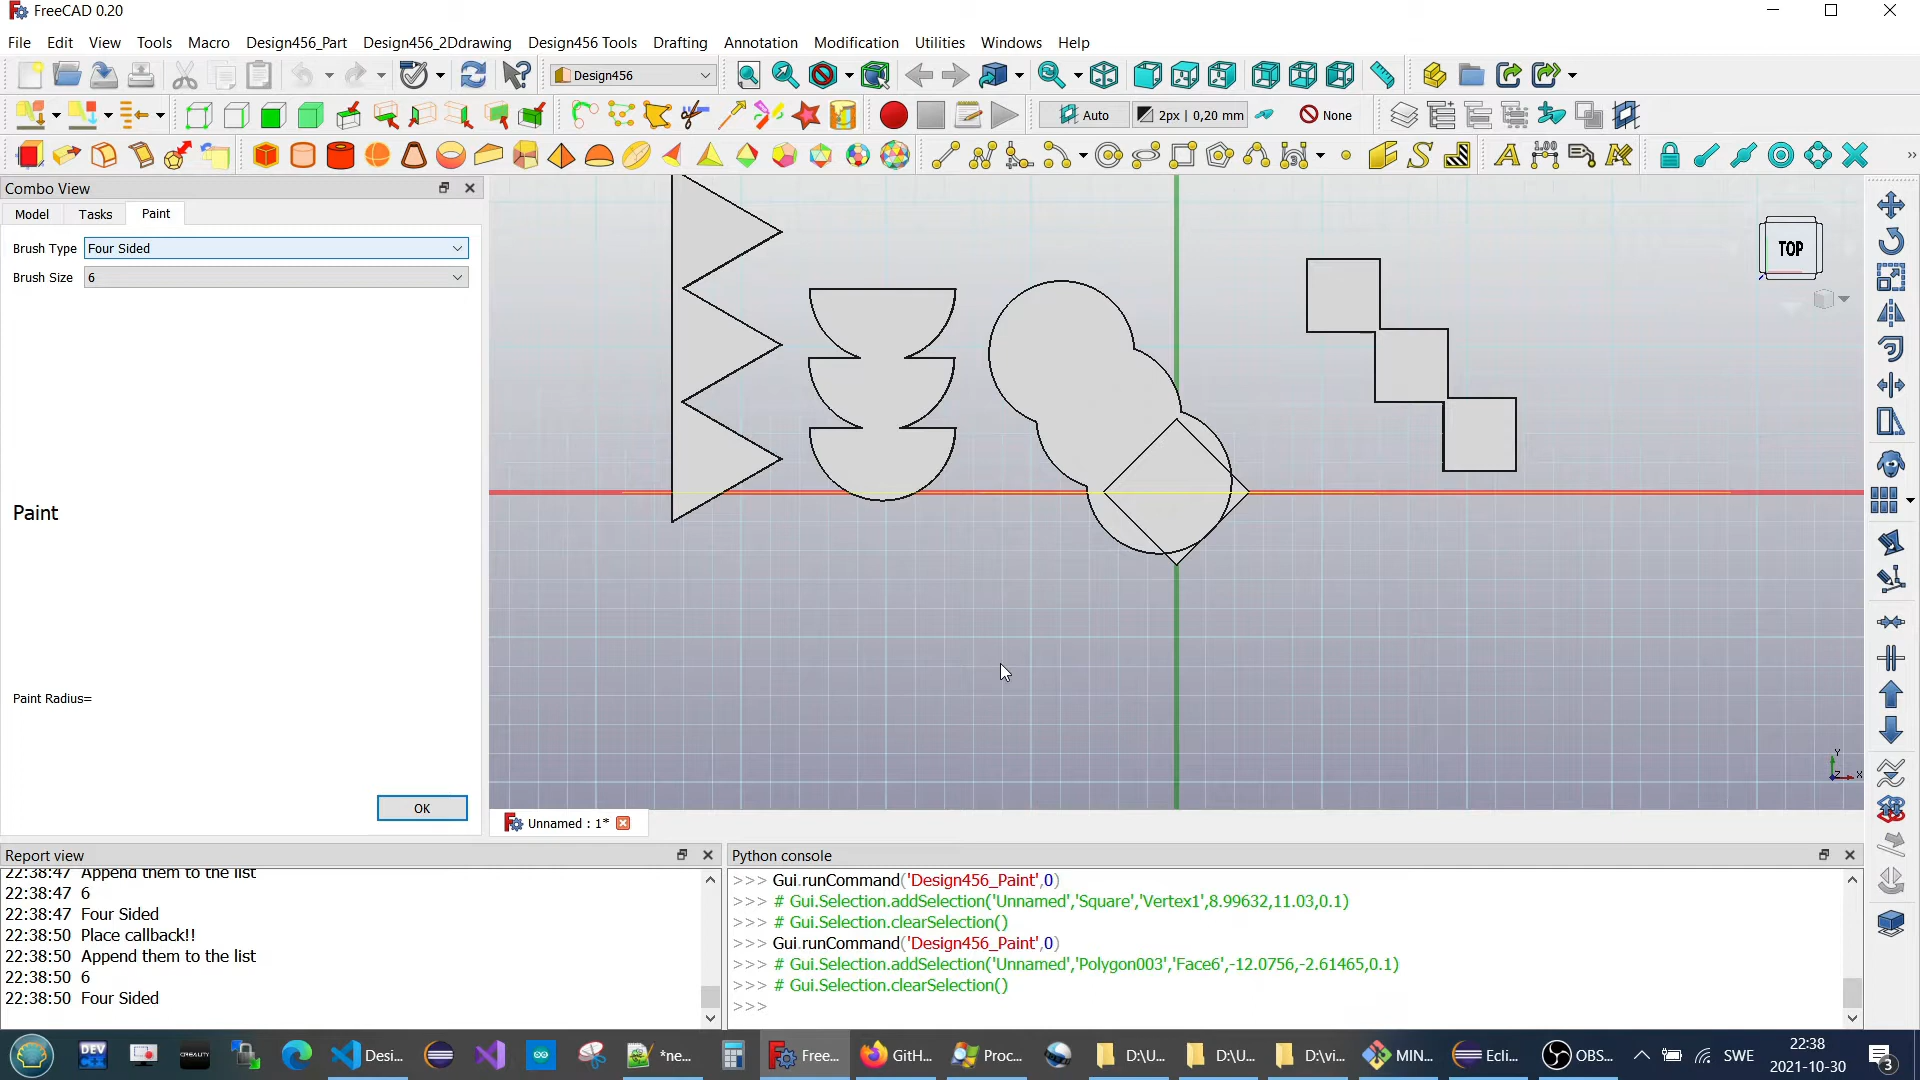 FreeCAD 0.20
File Edit View Tools Macro Design456_Part Design456_2Ddrawing Design456 Tools Drafting Annotation Modification Utilities Windows Help
Design456
Auto
2px | 0,20 mm
None
A 1.00
Combo View
Model Tasks Paint
Brush Type Four Sided
Brush Size 6
Paint
Paint Radius=
OK
TOP
Y
Z X
Unnamed : 1*
Report view
22:38:47 Append them to the list
22:38:47 6
22:38:47 Four Sided
22:38:50 Place callback!!
22:38:50 Append them to the list
22:38:50 6
22:38:50 Four Sided
Python console
>>> Gui.runCommand('Design456_Paint',0)
>>> # Gui.Selection.addSelection('Unnamed','Square','Vertex1',8.99632,11.03,0.1)
>>> # Gui.Selection.clearSelection()
>>> Gui.runCommand('Design456_Paint',0)
>>> # Gui.Selection.addSelection('Unnamed','Polygon003','Face6',-12.0756,-2.61465,0.1)
>>> # Gui.Selection.clearSelection()
>>>
DEV
CREALITY
Desi...
*ne...
Free...
GitH...
Proc...
D:\U...
D:\U...
D:\vi...
MIN...
Ecli...
OBS...
SWE
22:38
2021-10-30
3